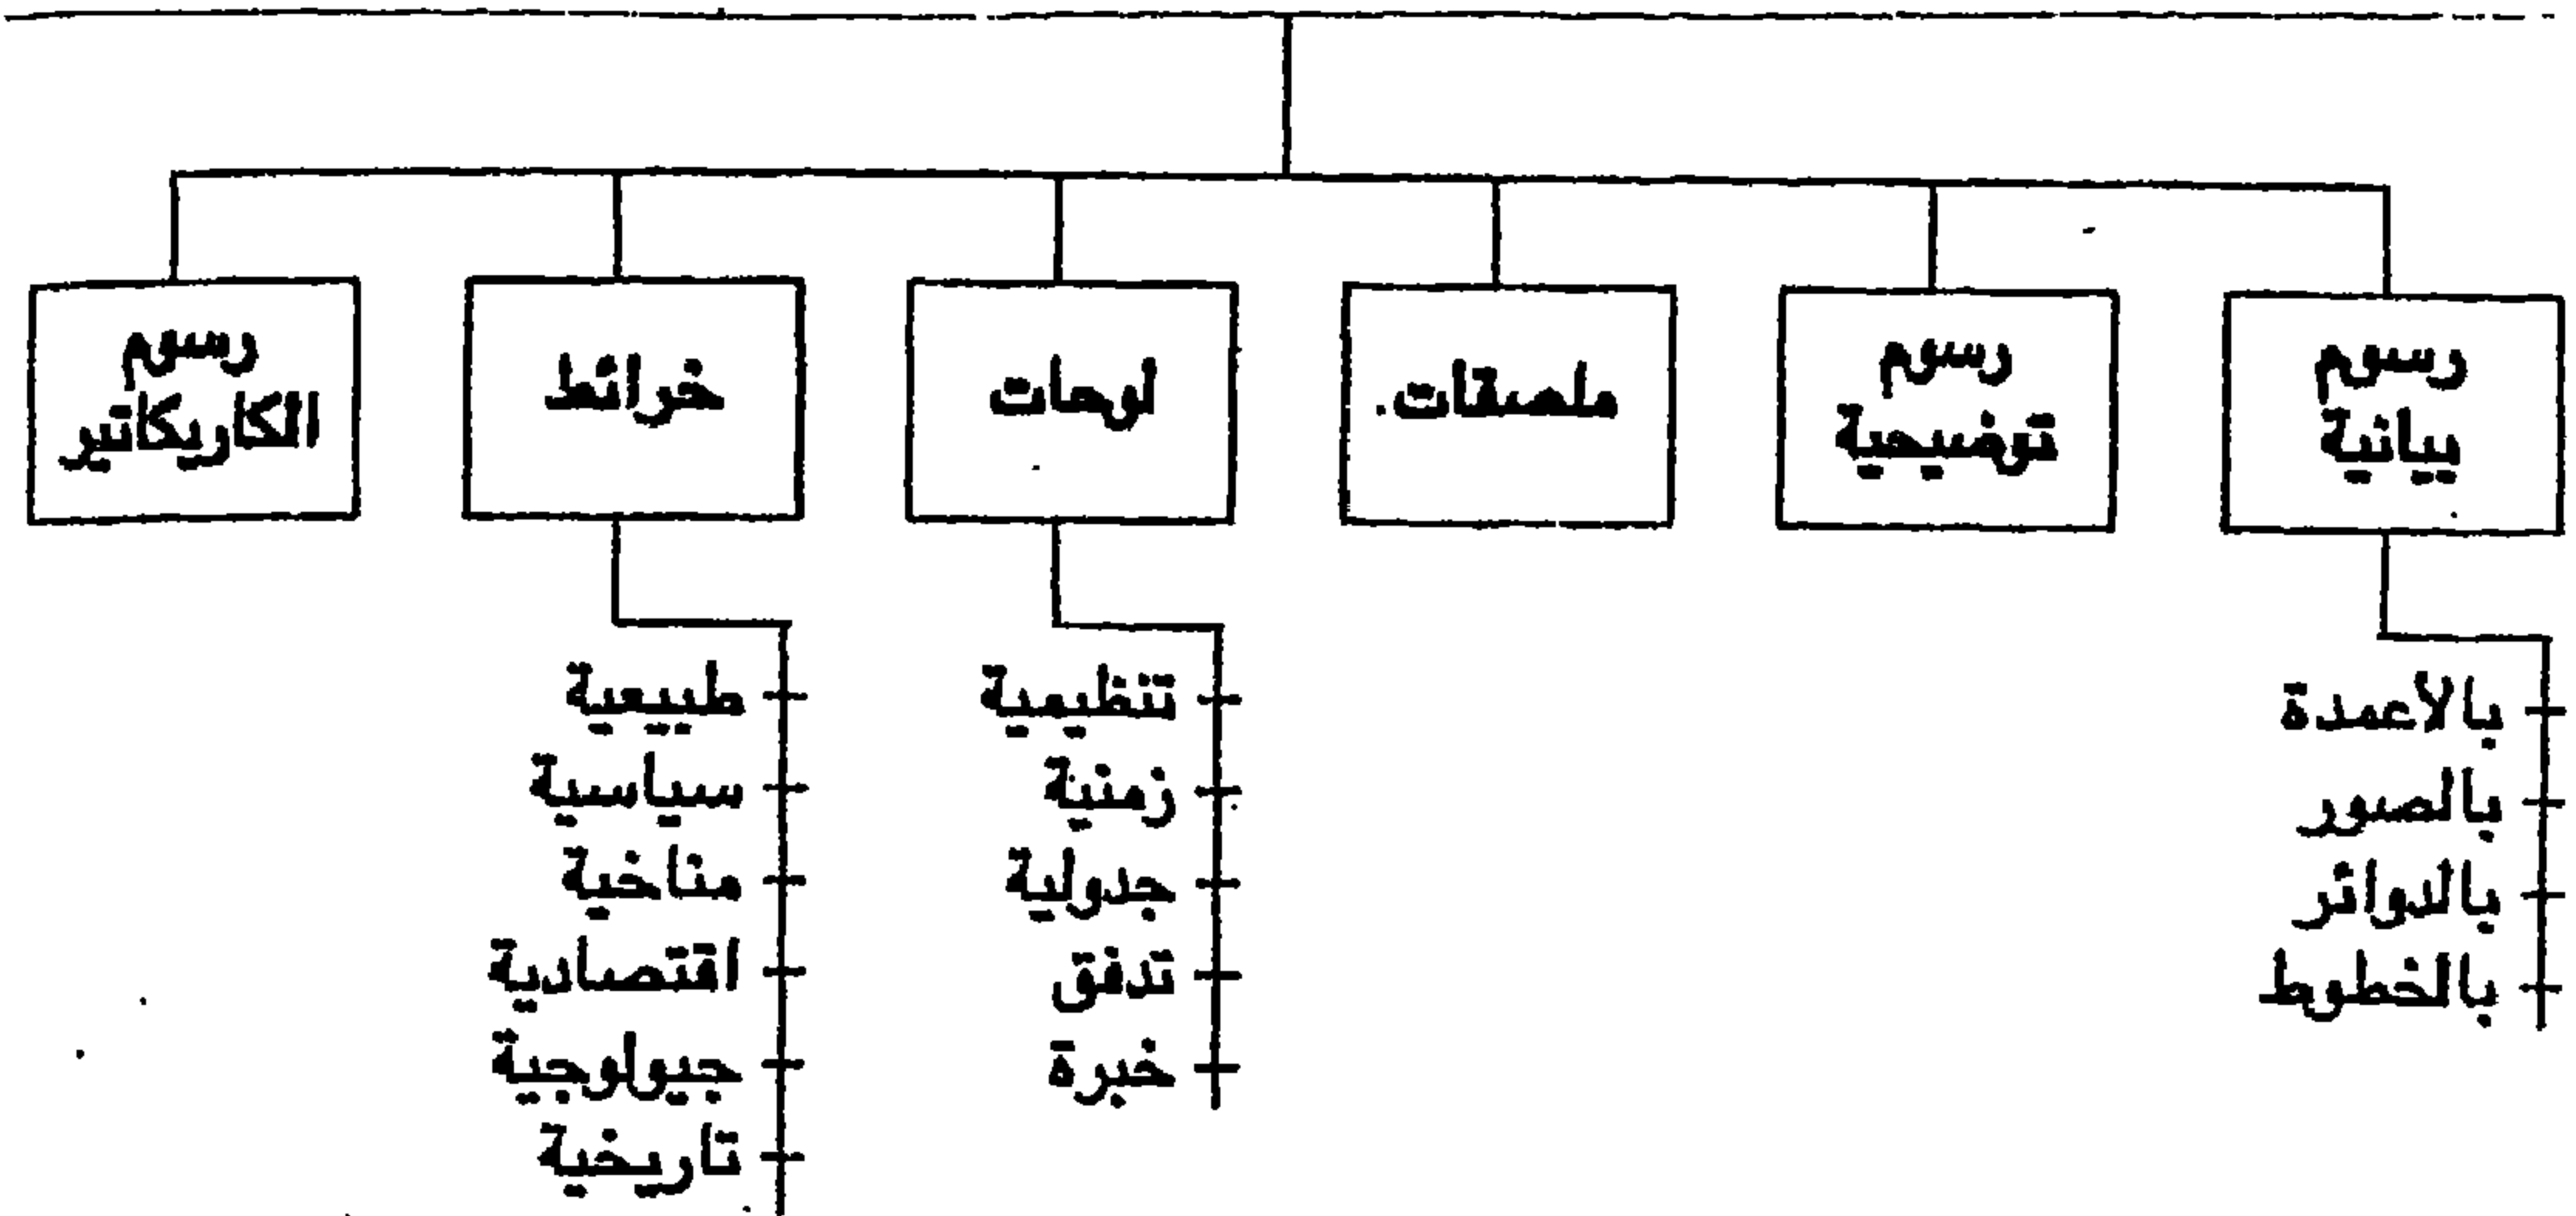 رسوم
بيانية
رسوم
توضيحية
ملصقات
لوحات
خرائط
رسوم
الكاريكاتير
بالأعمدة
بالصور
بالدوائر
بالخطوط
تنظيمية
زمنية
جدولية
تدفق
خبرة
طبيعية
سياسية
مناخية
اقتصادية
جيولوجية
تاريخية